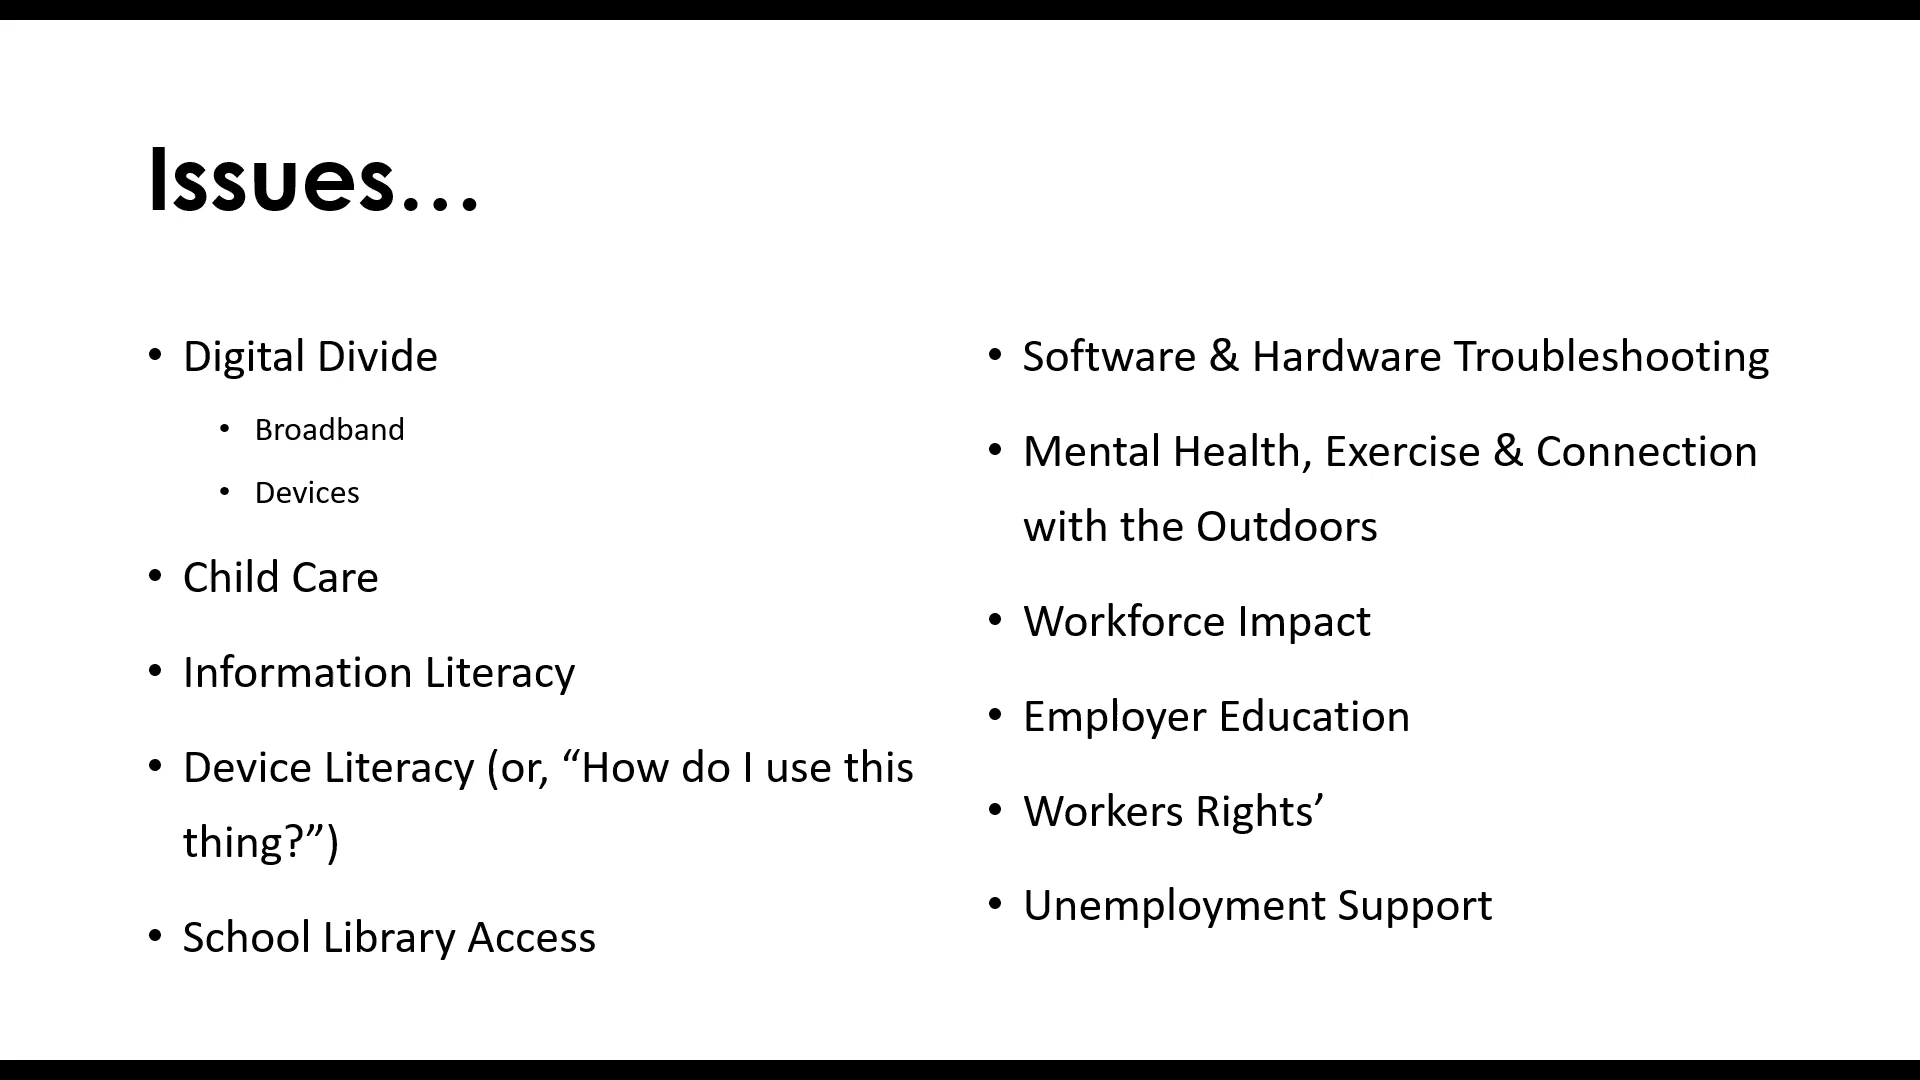 Issues…
• Digital Divide
• Broadband
• Devices
• Child Care
• Information Literacy
• Device Literacy (or, “How do I use this
thing?”)
• School Library Access
• Software & Hardware Troubleshooting
• Mental Health, Exercise & Connection
with the Outdoors
• Workforce Impact
• Employer Education
• Workers Rights’
• Unemployment Support